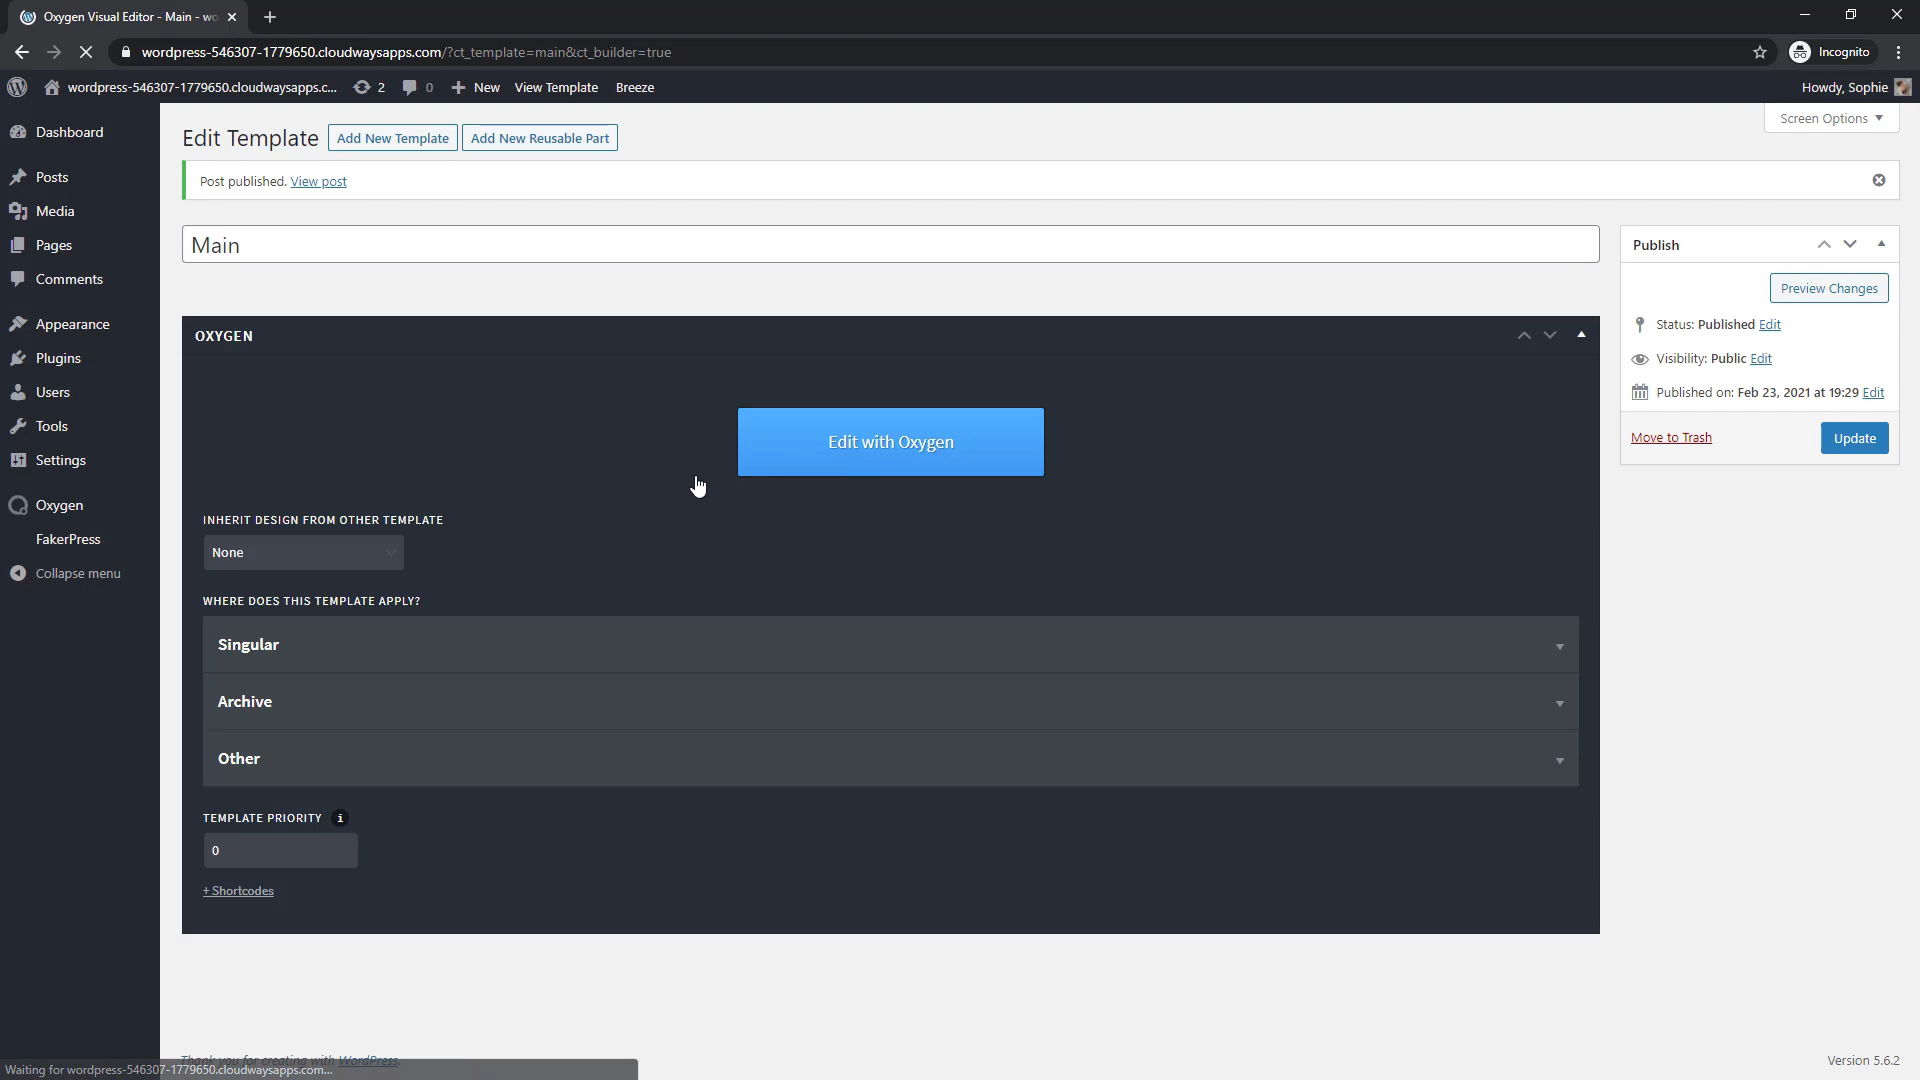 Oxygen Visual Editor - Main - wo
wordpress-546307-1779650.cloudwaysapps.com/?ct_template=main&ct_builder=true
Incognito
wordpress-546307-1779650.cloudwaysapps.c...
2
0
New
View Template
Breeze
Howdy, Sophie
Screen Options
Dashboard
Posts
Media
Pages
Comments
Appearance
Plugins
Users
Tools
Settings
Oxygen
FakerPress
Collapse menu
Edit Template
Add New Template
Add New Reusable Part
Post published. View post
Main
OXYGEN
Edit with Oxygen
INHERIT DESIGN FROM OTHER TEMPLATE
None
WHERE DOES THIS TEMPLATE APPLY?
Singular
Archive
Other
TEMPLATE PRIORITY i
0
+ Shortcodes
Publish
Preview Changes
Status: Published Edit
Visibility: Public Edit
Published on: Feb 23, 2021 at 19:29 Edit
Move to Trash
Update
Thank you for creating with WordPress.
Version 5.6.2
Waiting for wordpress-546307-1779650.cloudwaysapps.com...